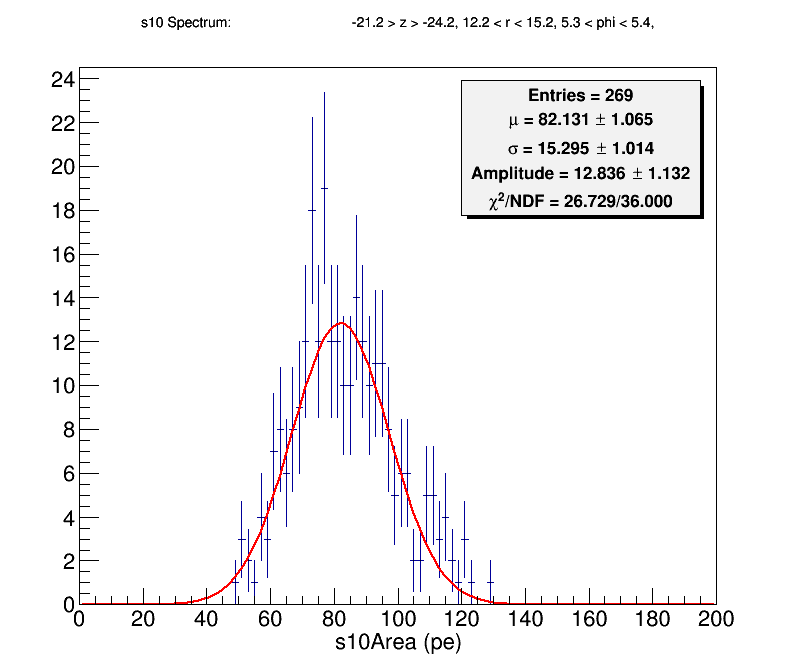 s10 Spectrum: -21.2 > z > -24.2, 12.2 < r < 15.2, 5.3 < phi < 5.4,
Entries = 269
μ = 82.131 ± 1.065
σ = 15.295 ± 1.014
Amplitude = 12.836 ± 1.132
χ²/NDF = 26.729/36.000
24
22
20
18
16
14
12
10
8
6
4
2
0
0 20 40 60 80 100 120 140 160 180 200
s10Area (pe)